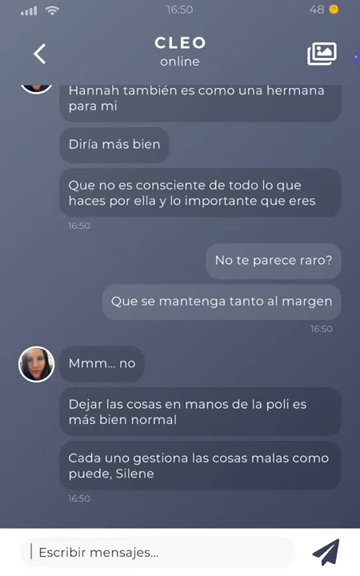 16:50
48
CLEO
online
Hannah también es como una hermana
para mi
Diría más bien
Que no es consciente de todo lo que
haces por ella y lo importante que eres
16:50
No te parece raro?
Que se mantenga tanto al margen
16:50
Mmm... no
Dejar las cosas en manos de la poli es
más bien normal
Cada uno gestiona las cosas malas como
puede, Silene
16:50
Escribir mensajes...